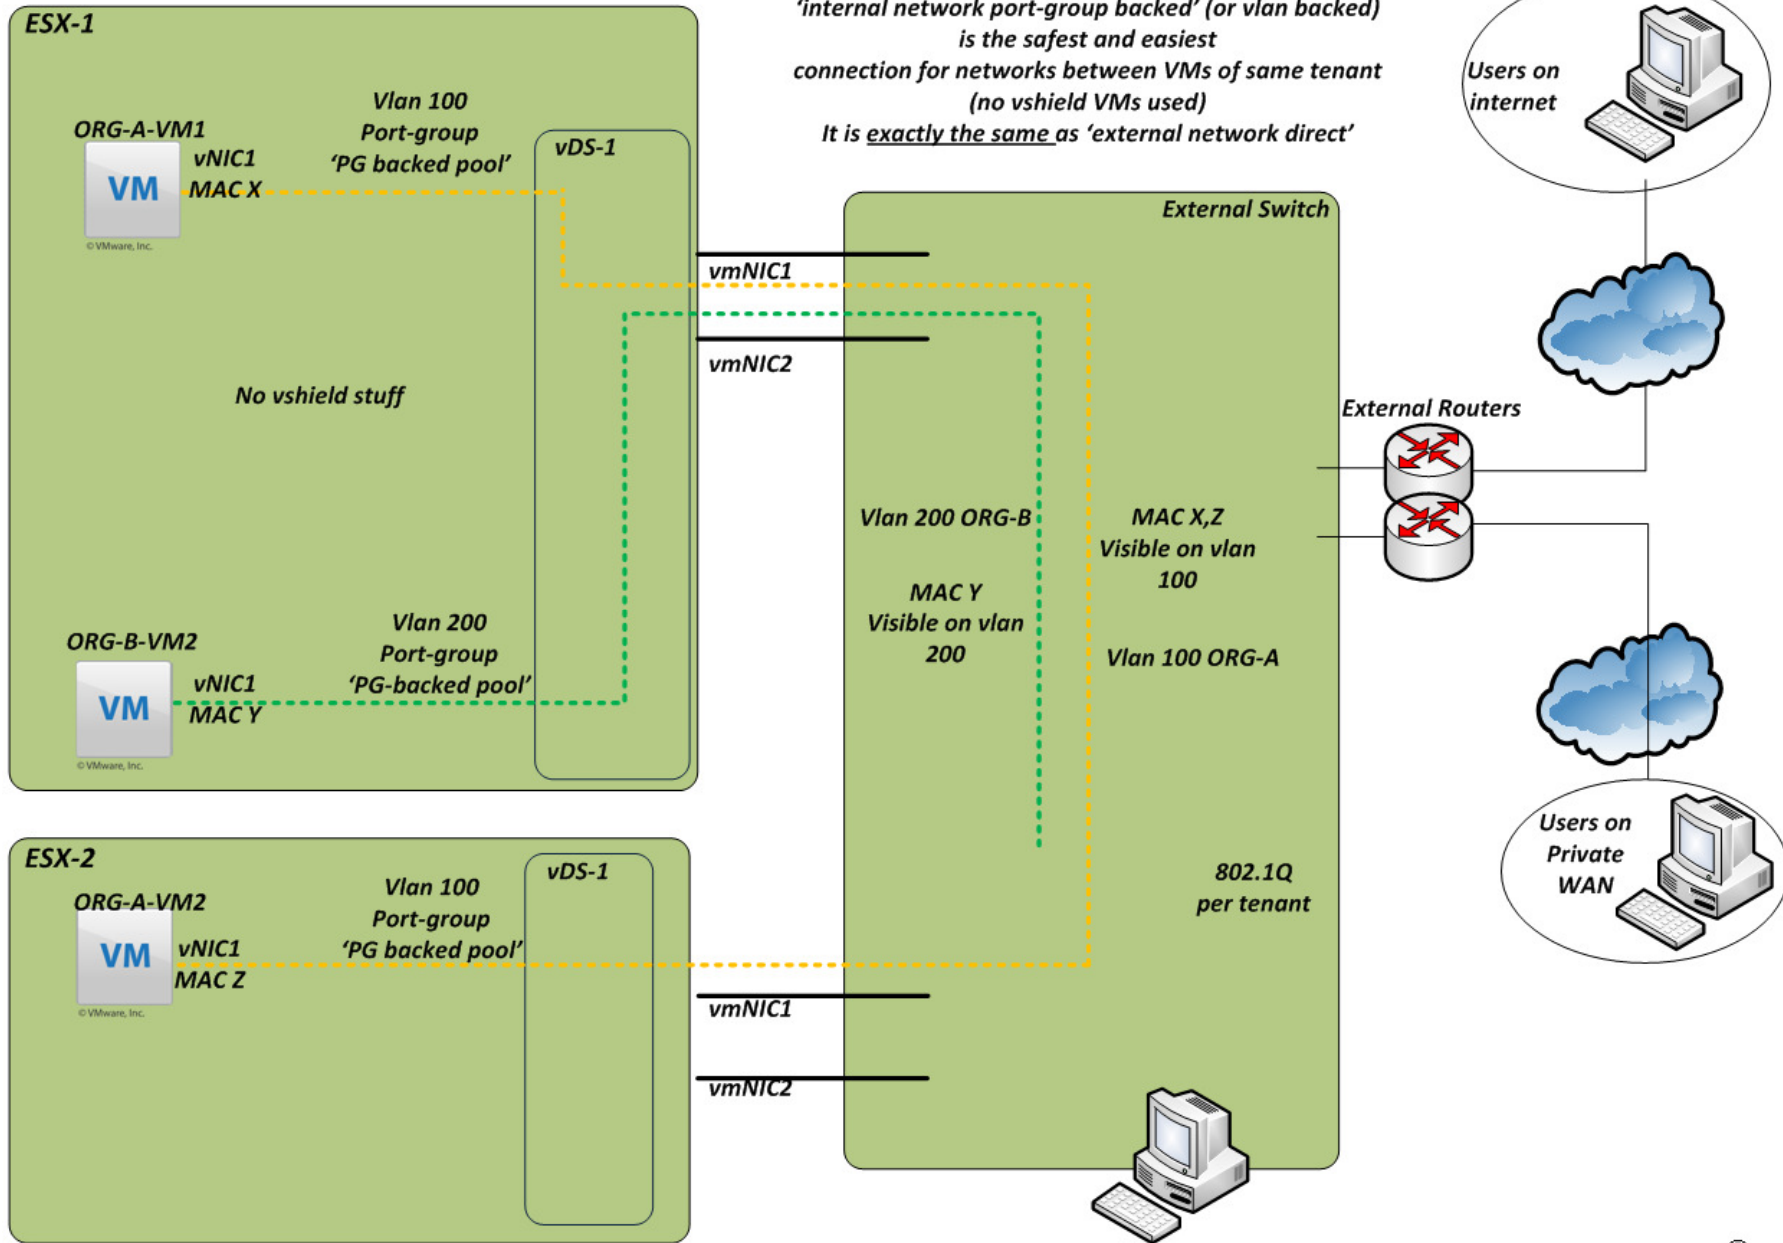 ESX-1
ORG-A-VM1
VM
© VMware, Inc.
vNIC1
MAC X
Vlan 100
Port-group
‘PG backed pool’
vDS-1
No vshield stuff
ORG-B-VM2
VM
© VMware, Inc.
vNIC1
MAC Y
Vlan 200
Port-group
‘PG-backed pool’
vmNIC1
vmNIC2
‘internal network port-group backed’ (or vlan backed)
is the safest and easiest
connection for networks between VMs of same tenant
(no vshield VMs used)
It is exactly the same as ‘external network direct’
External Switch
Vlan 200 ORG-B
MAC Y
Visible on vlan
200
MAC X,Z
Visible on vlan
100
Vlan 100 ORG-A
802.1Q
per tenant
External Routers
Users on
internet
Users on
Private
WAN
ESX-2
ORG-A-VM2
VM
© VMware, Inc.
vNIC1
MAC Z
Vlan 100
Port-group
‘PG backed pool’
vDS-1
vmNIC1
vmNIC2